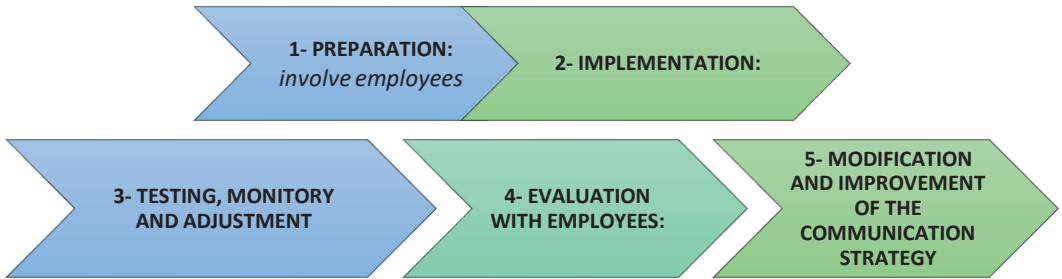 1- PREPARATION:
involve employees
2- IMPLEMENTATION:
3- TESTING, MONITORY
AND ADJUSTMENT
4- EVALUATION
WITH EMPLOYEES:
5- MODIFICATION
AND IMPROVEMENT
OF THE
COMMUNICATION
STRATEGY